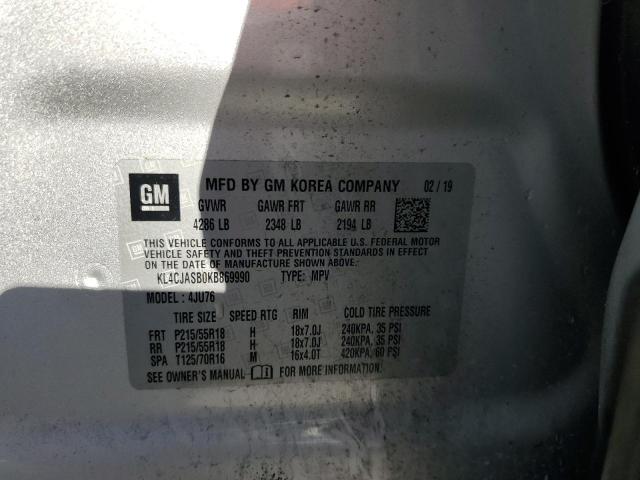 GM MFD BY GM KOREA COMPANY 02/19
GVWR GAWR FRT GAWR RR
4286 LB 2348 LB 2194 LB
THIS VEHICLE CONFORMS TO ALL APPLICABLE U.S. FEDERAL MOTOR
VEHICLE SAFETY, BUMPER, AND THEFT PREVENTION STANDARDS IN EFFECT
ON THE DATE OF MANUFACTURE SHOWN ABOVE.
KL4CJASB0KB869990 TYPE: MPV
MODEL: 4JU76
TIRE SIZE SPEED RTG RIM COLD TIRE PRESSURE
FRT P215/55R18 H 18x7.0J 240KPA, 35 PSI
RR P215/55R18 H 18x7.0J 240KPA, 35 PSI
SPA T125/70R16 M 16x4.0T 420KPA, 60 PSI
SEE OWNER'S MANUAL FOR MORE INFORMATION.